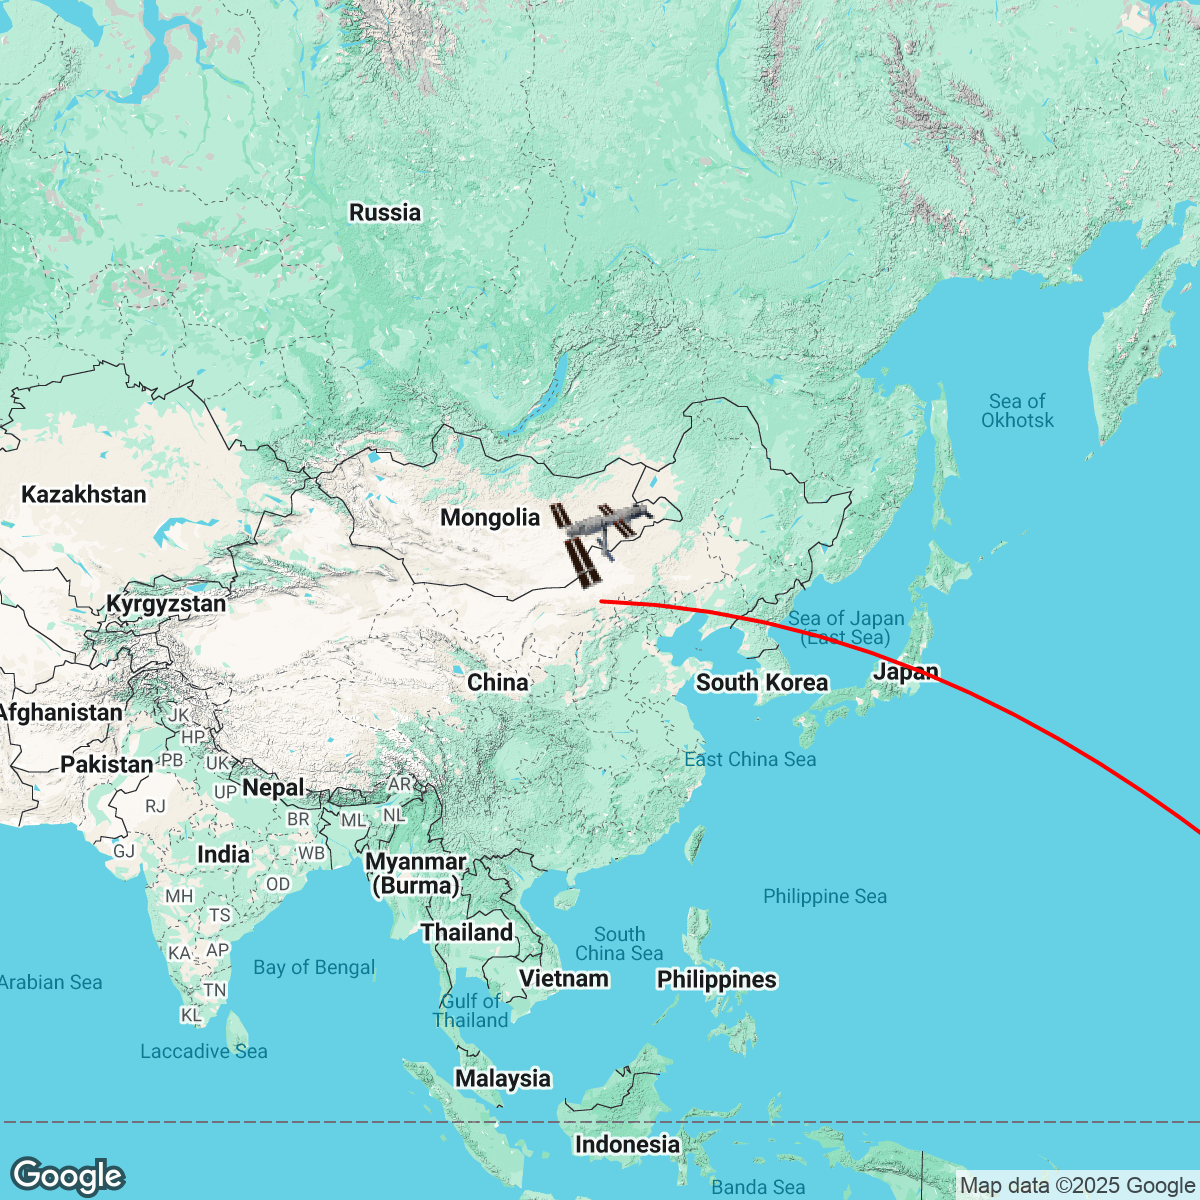 Russia
Sea of
Okhotsk
Kazakhstan
Mongolia
Kyrgyzstan
Sea of Japan
(East Sea)
Japan
China
South Korea
Afghanistan
JK
HP
Pakistan
PB
UK
East China Sea
Nepal
AR
UP
RJ
BR
ML
NL
GJ
India
WB
Myanmar
(Burma)
OD
MH
Philippine Sea
TS
Thailand
South
China Sea
KA
AP
Bay of Bengal
Vietnam
Philippines
Arabian Sea
TN
Gulf of
Thailand
KL
Laccadive Sea
Malaysia
Indonesia
Google
Banda Sea
Map data ©2025 Google